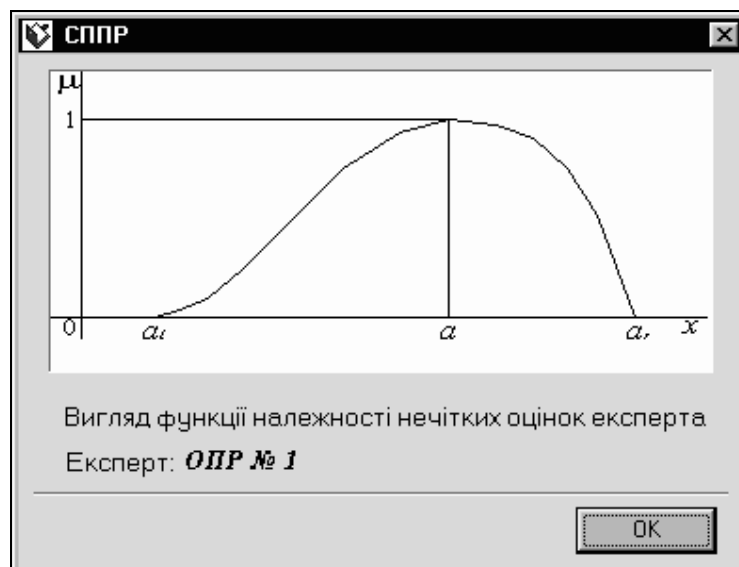 СППР
μ
1
0 aₗ a aᵣ x
Вигляд функції належності нечітких оцінок експерта
Експерт: ОПР № 1
OK